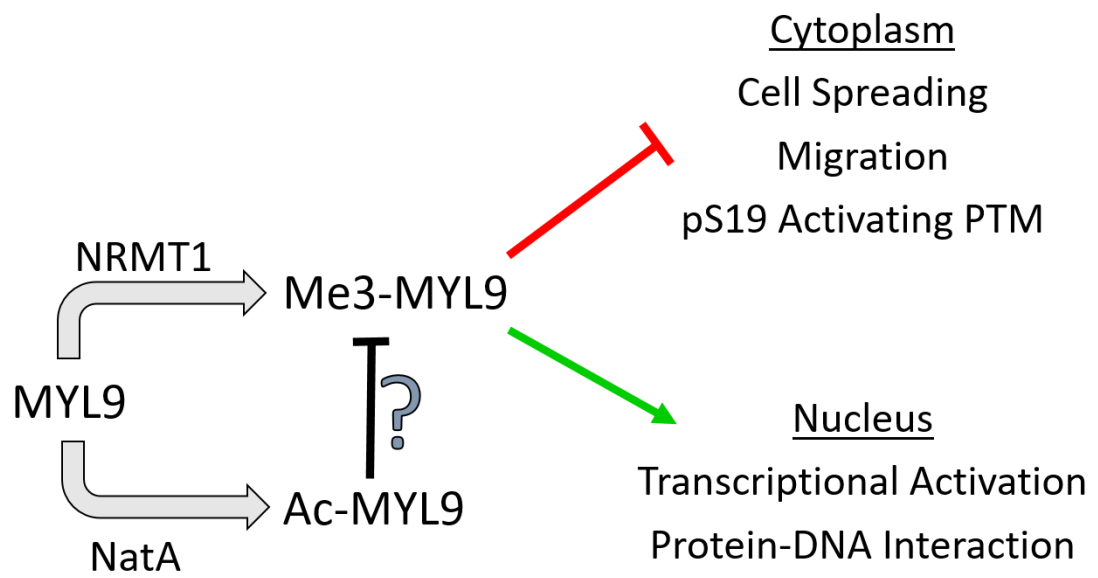 Cytoplasm
Cell Spreading
Migration
pS19 Activating PTM
NRMT1
Me3-MYL9
MYL9
?
Ac-MYL9
NatA
Nucleus
Transcriptional Activation
Protein-DNA Interaction